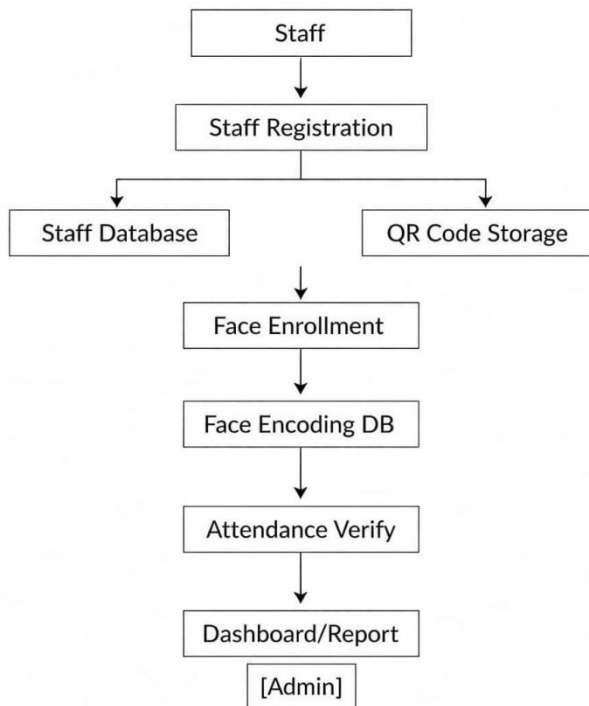 Staff
Staff Registration
Staff Database
QR Code Storage
Face Enrollment
Face Encoding DB
Attendance Verify
Dashboard/Report
[Admin]